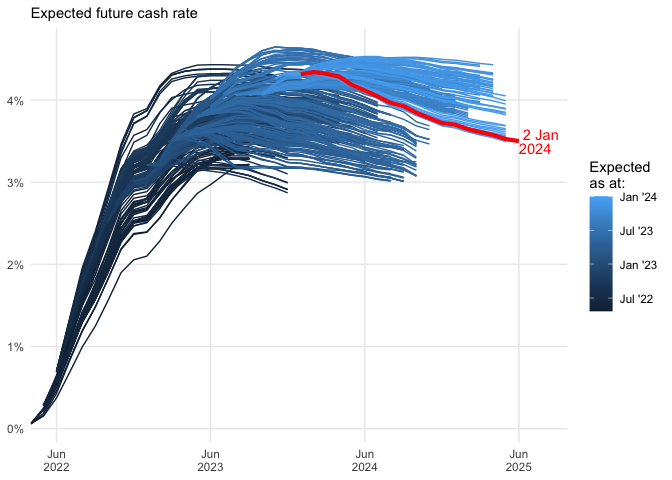 Expected future cash rate
4%
3%
2%
1%
0%
Jun
2022
Jun
2023
Jun
2024
Jun
2025
2 Jan
2024
Expected
as at:
Jan '24
Jul '23
Jan '23
Jul '22